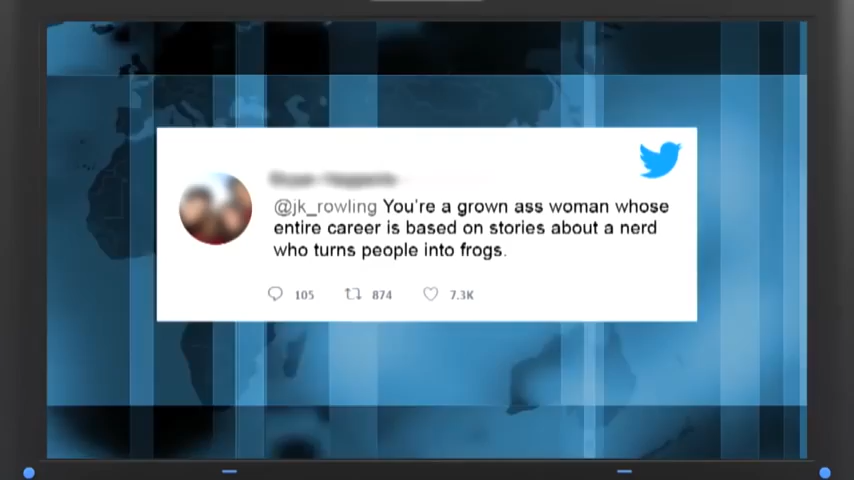 @jk_rowling You're a grown ass woman whose
entire career is based on stories about a nerd
who turns people into frogs.
105 874 7.3K